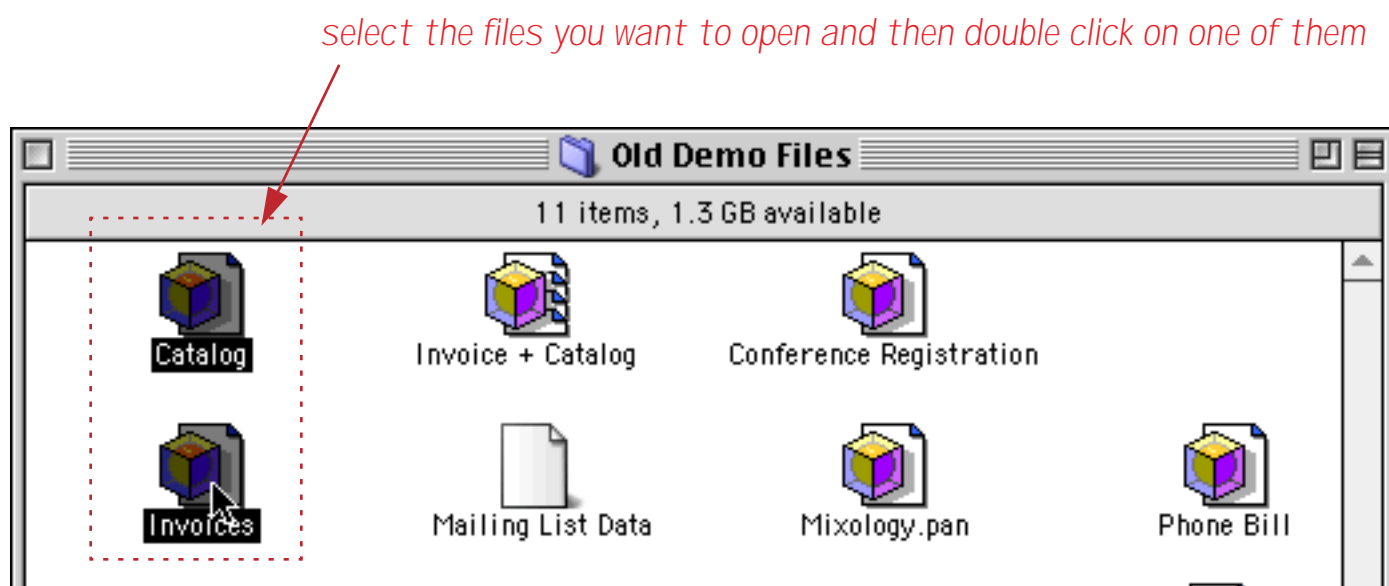 select the files you want to open and then double click on one of them
Old Demo Files
11 items, 1.3 GB available
Catalog
Invoice + Catalog
Conference Registration
Invoices
Mailing List Data
Mixology.pan
Phone Bill